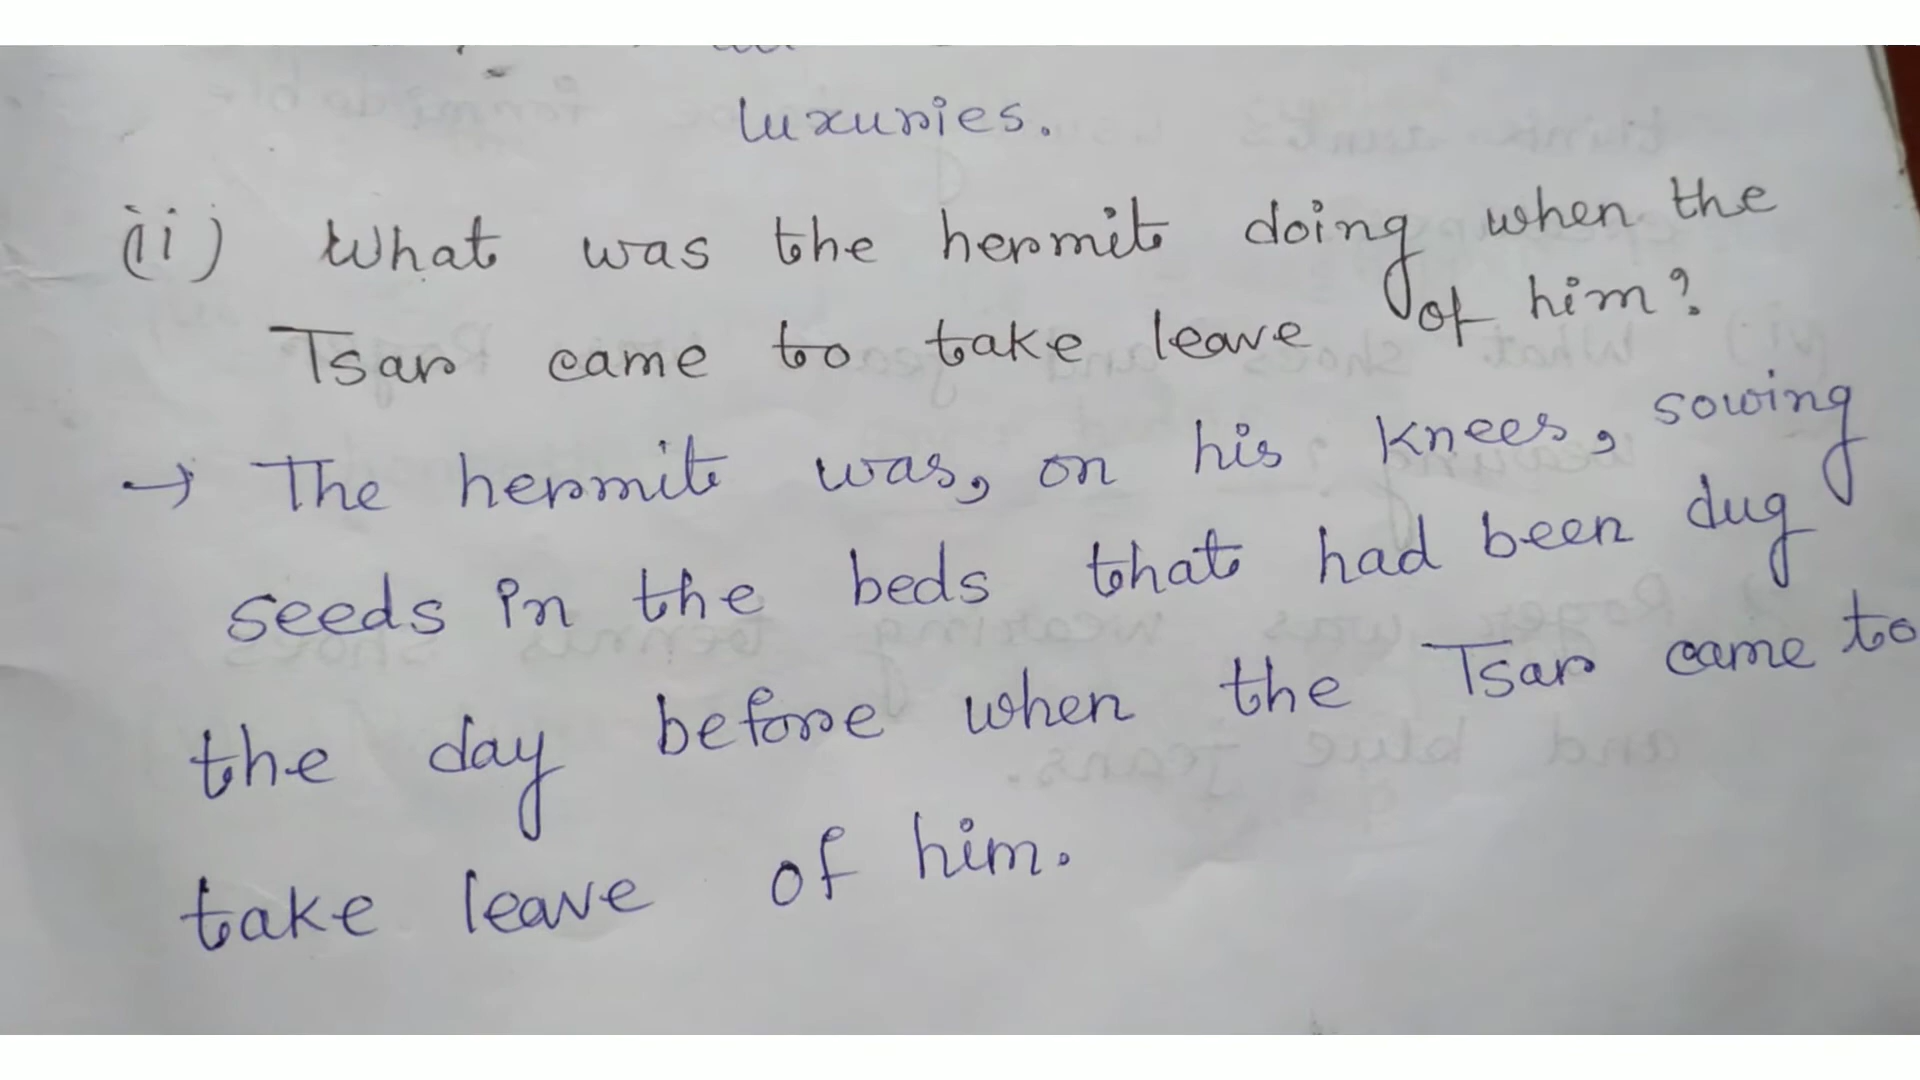 luxuries.
(ii) What was the hermit doing when the
Tsar came to take leave of him?
→ The hermit was, on his knees, sowing
seeds in the beds that had been dug
the day before when the Tsar came to
take leave of him.